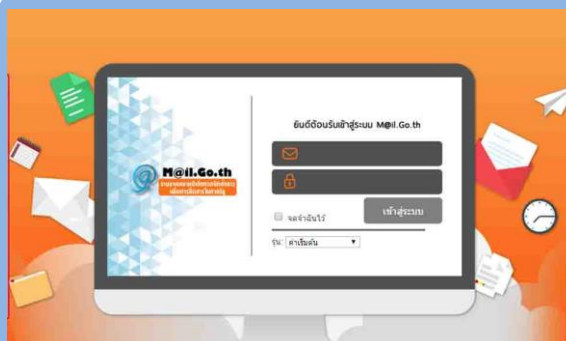 M@il.Go.th
ยินดีต้อนรับเข้าสู่ระบบ M@il.Go.th
จดจำฉันไว้
เข้าสู่ระบบ
รุ่น: ค่าเริ่มต้น